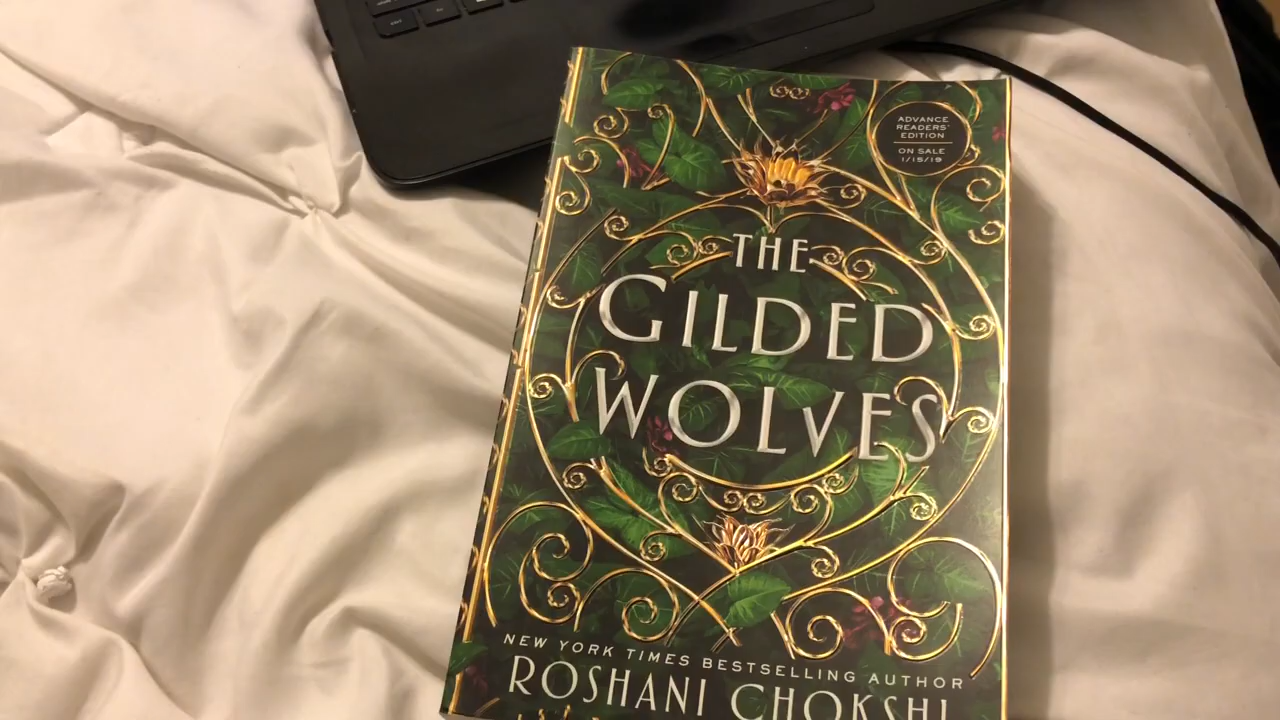 ADVANCE
READERS'
EDITION
ON SALE
1/15/19
THE
GILDED
WOLVES
NEW YORK TIMES BESTSELLING AUTHOR
ROSHANI CHOKSHI